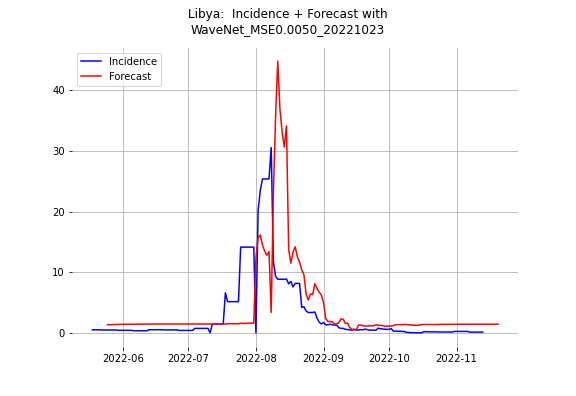 Libya:  Incidence + Forecast with
WaveNet_MSE0.0050_20221023
Incidence
Forecast
40
30
20
10
0
2022-06
2022-07
2022-08
2022-09
2022-10
2022-11